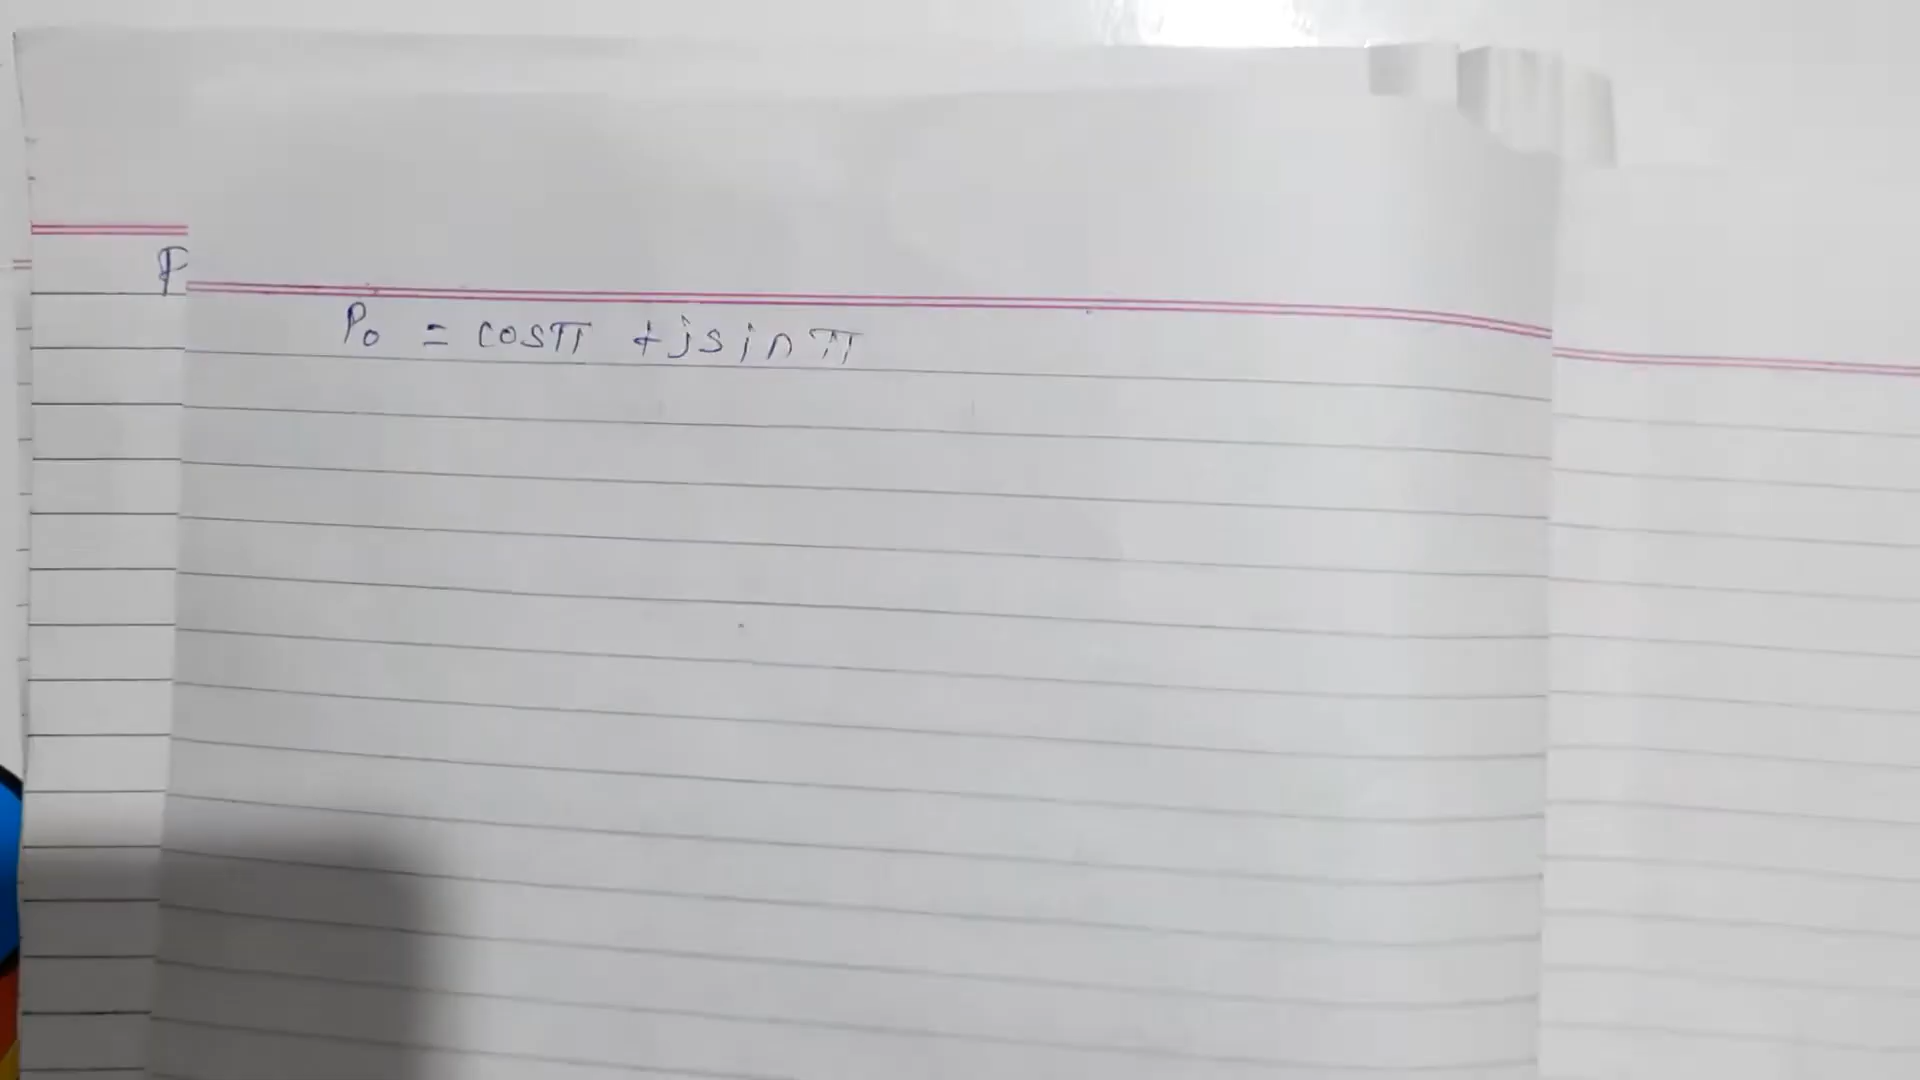 P₀ = cosπ +jsinπ